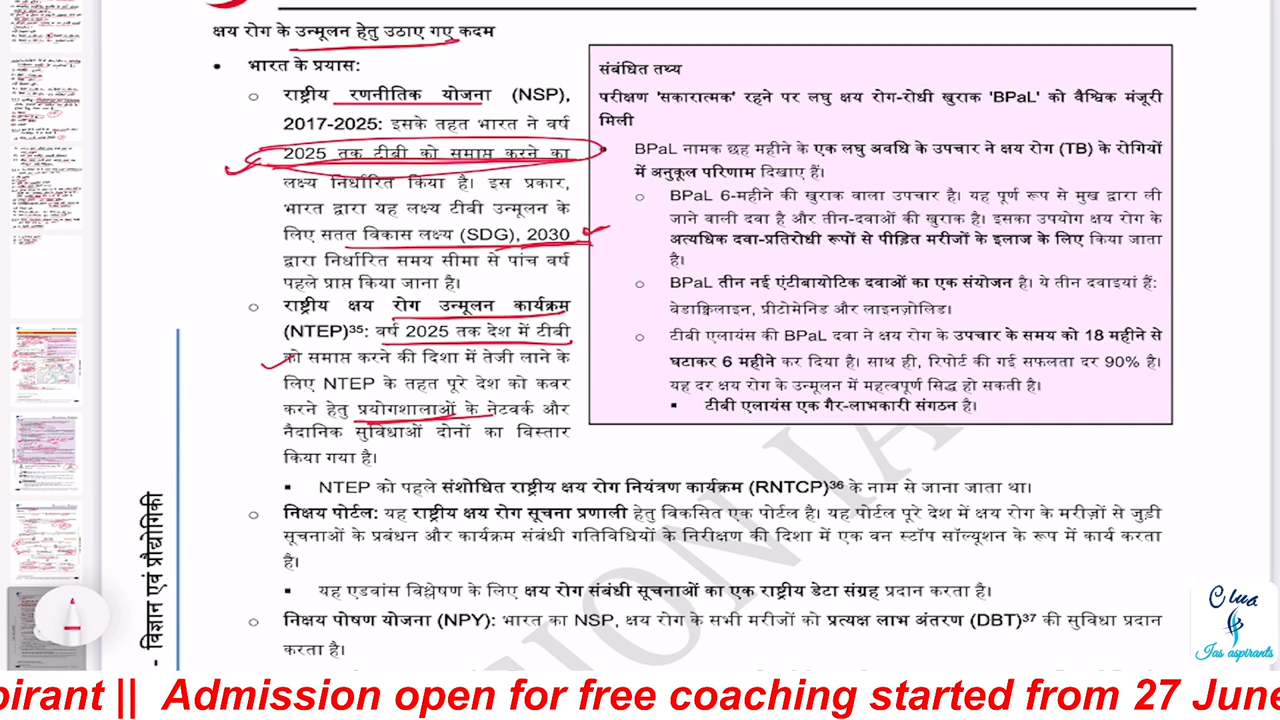 क्षय रोग के उन्मूलन हेतु उठाए गए कदम
• भारत के प्रयास:
○ राष्ट्रीय रणनीतिक योजना (NSP),
2017-2025: इसके तहत भारत ने वर्ष
2025 तक टीबी को समाप्त करने का
लक्ष्य निर्धारित किया है। इस प्रकार,
भारत द्वारा यह लक्ष्य टीबी उन्मूलन के
लिए सतत विकास लक्ष्य (SDG), 2030
द्वारा निर्धारित समय सीमा से पांच वर्ष
पहले प्राप्त किया जाना है।
○ राष्ट्रीय क्षय रोग उन्मूलन कार्यक्रम
(NTEP)³⁵: वर्ष 2025 तक देश में टीबी
को समाप्त करने की दिशा में तेजी लाने के
लिए NTEP के तहत पूरे देश को कवर
करने हेतु प्रयोगशालाओं के नेटवर्क और
नैदानिक सुविधाओं दोनों का विस्तार
किया गया है।
संबंधित तथ्य
परीक्षण 'सकारात्मक' रहने पर लघु क्षय रोग-रोधी खुराक 'BPaL' को वैश्विक मंजूरी
मिली
• BPaL नामक छह महीने के एक लघु अवधि के उपचार ने क्षय रोग (TB) के रोगियों
में अनुकूल परिणाम दिखाए हैं।
○ BPaL छह महीने की खुराक वाला उपचार है। यह पूर्ण रूप से मुख द्वारा ली
जाने वाली दवा है और तीन-दवाओं की खुराक है। इसका उपयोग क्षय रोग के
अत्यधिक दवा-प्रतिरोधी रूपों से पीड़ित मरीजों के इलाज के लिए किया जाता
है।
○ BPaL तीन नई एंटीबायोटिक दवाओं का एक संयोजन है। ये तीन दवाइयां हैं:
बेडाक्विलाइन, प्रीटोमेनिड और लाइनज़ोलिड।
○ टीबी एलायंस की BPaL दवा ने क्षय रोग के उपचार के समय को 18 महीने से
घटाकर 6 महीने कर दिया है। साथ ही, रिपोर्ट की गई सफलता दर 90% है।
यह दर इस रोग के उन्मूलन में महत्वपूर्ण सिद्ध हो सकती है।
▪ टीबी एलायंस एक गैर-लाभकारी संगठन है।
▪ NTEP को पहले संशोधित राष्ट्रीय क्षय रोग नियंत्रण कार्यक्रम (RNTCP)³⁶ के नाम से जाना जाता था।
○ निक्षय पोर्टल: यह राष्ट्रीय क्षय रोग सूचना प्रणाली हेतु विकसित वेब पोर्टल है। यह पोर्टल पूरे देश में क्षय रोग के मरीज़ों से जुड़ी
सूचनाओं के प्रबंधन और कार्यक्रम संबंधी गतिविधियों के निरीक्षण की दिशा में एक वन स्टॉप सॉल्यूशन के रूप में कार्य करता
है।
▪ यह एडवांस विश्लेषण के लिए क्षय रोग संबंधी सूचनाओं का एक राष्ट्रीय डेटा संग्रह प्रदान करता है।
○ निक्षय पोषण योजना (NPY): भारत का NSP, क्षय रोग के सभी मरीजों को प्रत्यक्ष लाभ अंतरण (DBT)³⁷ की सुविधा प्रदान
करता है।
- विज्ञान एवं प्रौद्योगिकी
Clue
Ias aspirants
pirant || Admission open for free coaching started from 27 June